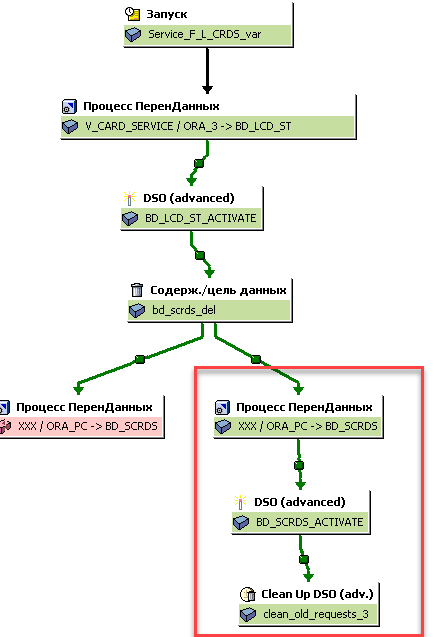 Запуск
Service_F_L_CRDS_var
Процесс ПеренДанных
V_CARD_SERVICE / ORA_3 -> BD_LCD_ST
DSO (advanced)
BD_LCD_ST_ACTIVATE
Содерж./цель данных
bd_scrds_del
Процесс ПеренДанных
XXX / ORA_PC -> BD_SCRDS
Процесс ПеренДанных
XXX / ORA_PC -> BD_SCRDS
DSO (advanced)
BD_SCRDS_ACTIVATE
Clean Up DSO (adv.)
clean_old_requests_3